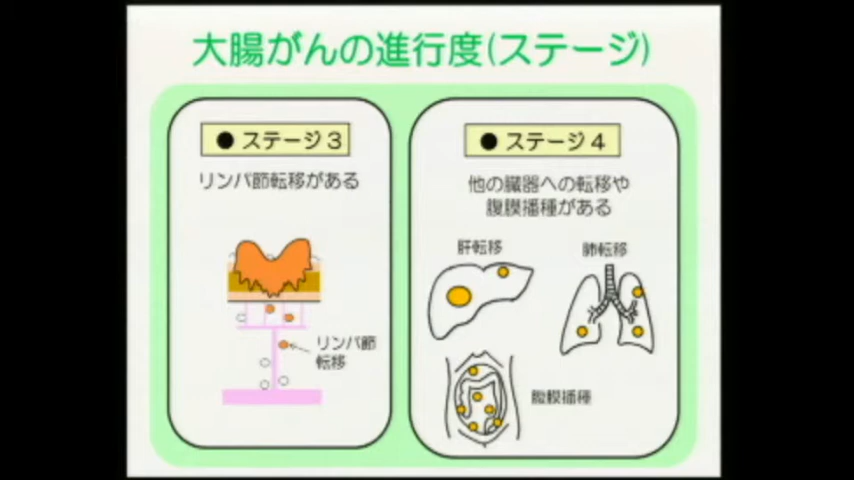 大腸がんの進行度(ステージ)
● ステージ3
リンパ節転移がある
リンパ節
転移
● ステージ4
他の臓器への転移や
腹膜播種がある
肝転移
肺転移
腹膜播種